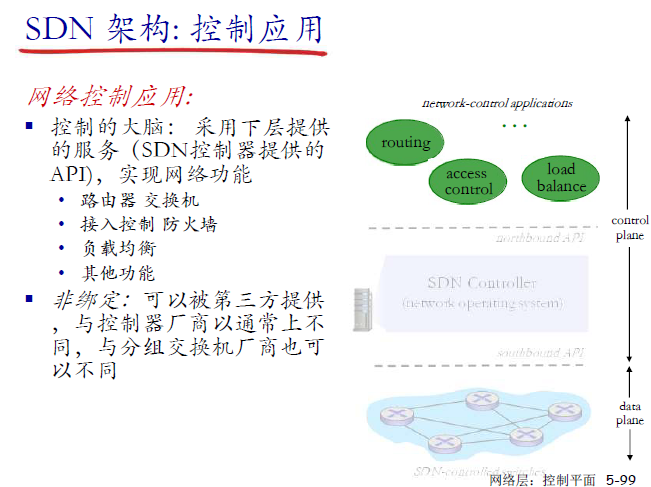 SDN 架构: 控制应用
网络控制应用:
▪ 控制的大脑： 采用下层提供
的服务（SDN控制器提供的
API)，实现网络功能
• 路由器 交换机
• 接入控制 防火墙
• 负载均衡
• 其他功能
▪ 非绑定：可以被第三方提供
，与控制器厂商以通常上不
同，与分组交换机厂商也可
以不同
network-control applications
...
routing
access
control
load
balance
control
plane
northbound API
SDN Controller
(network operating system)
southbound API
data
plane
SDN-controlled switches
网络层：控制平面 5-99